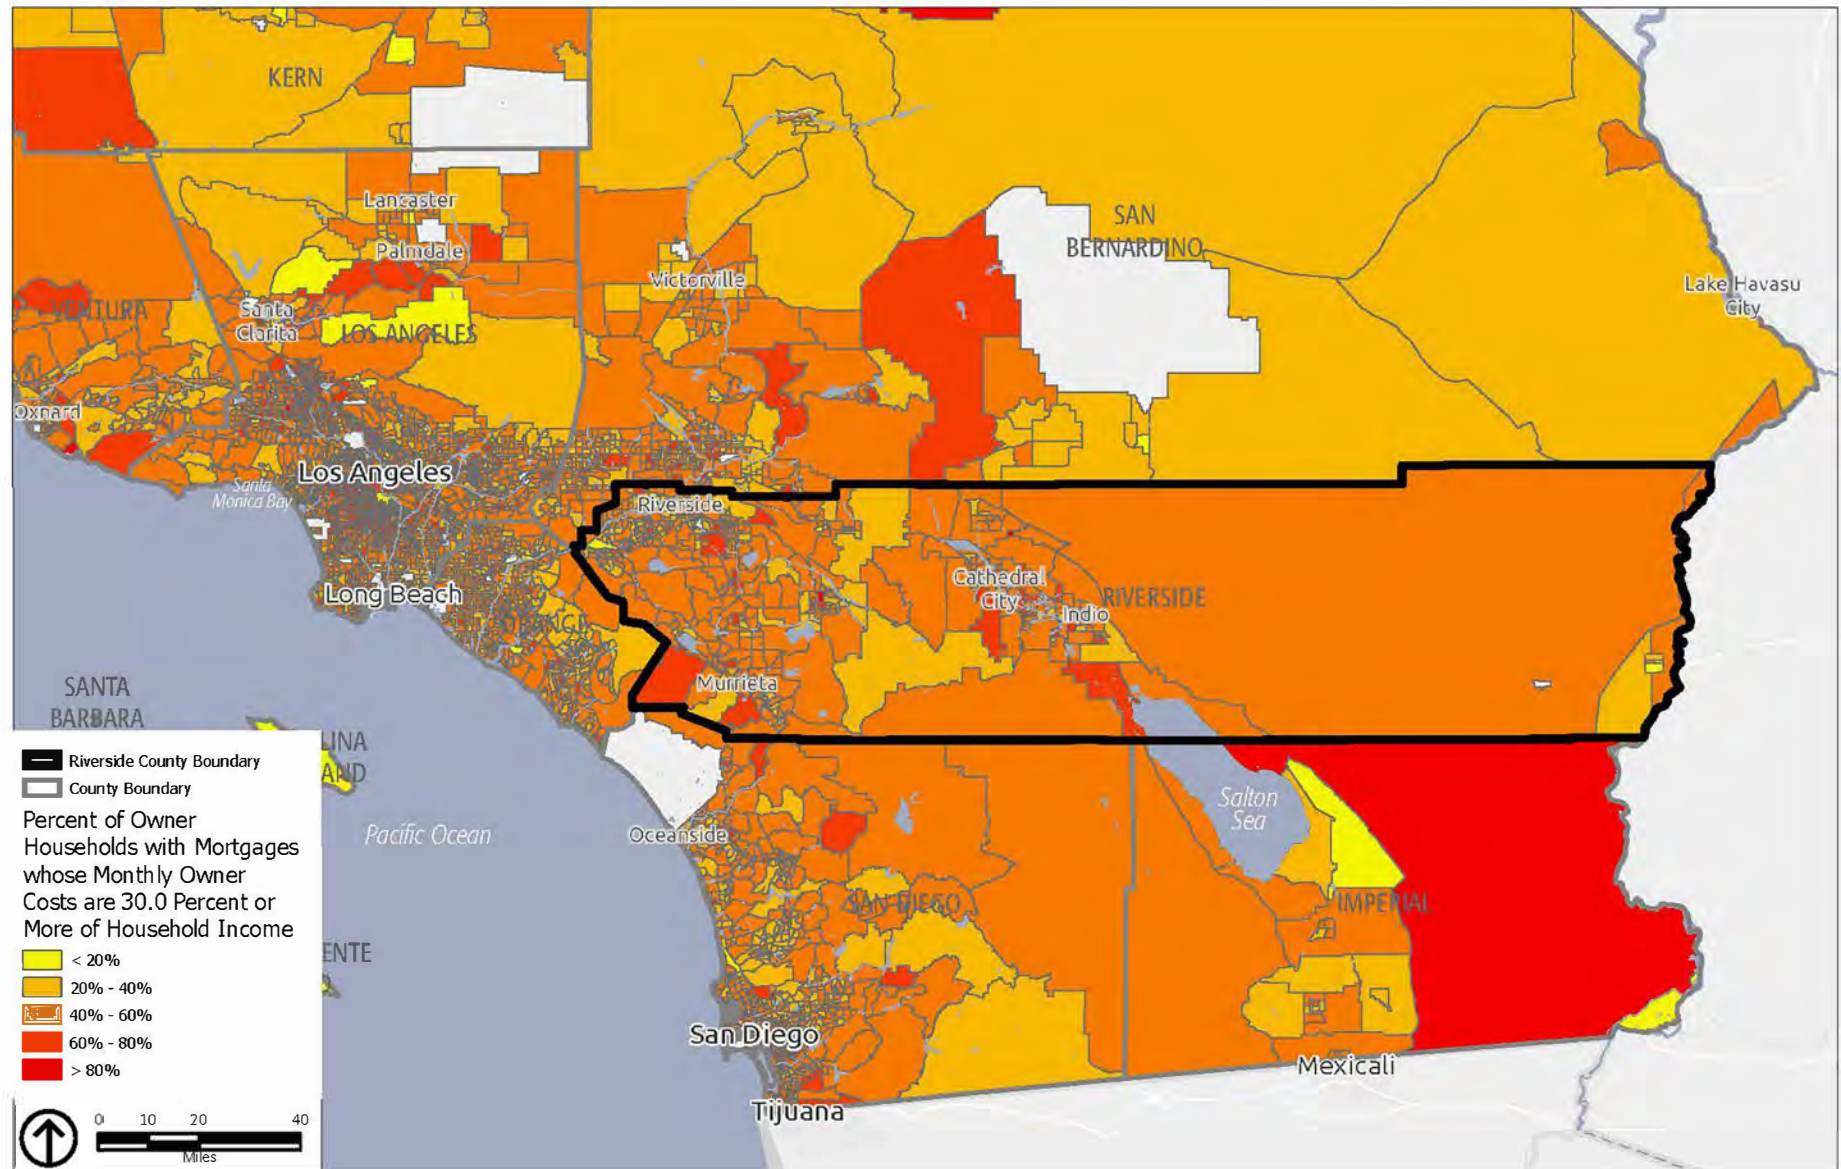 KERN
Lancaster
Palmdale
SAN
BERNARDINO
Victorville
Lake Havasu
City
VENTURA
Santa
Clarita
LOS ANGELES
Oxnard
Los Angeles
Santa
Monica Bay
Riverside
Long Beach
Cathedral
City
RIVERSIDE
Indio
Murrieta
SANTA
BARBARA
LINA
AND
Salton
Sea
Pacific Ocean
Oceanside
SAN DIEGO
IMPERIAL
ENTE
San Diego
Mexicali
Tijuana
Riverside County Boundary
County Boundary
Percent of Owner
Households with Mortgages
whose Monthly Owner
Costs are 30.0 Percent or
More of Household Income
< 20%
20% - 40%
40% - 60%
60% - 80%
> 80%
0 10 20 40
Miles